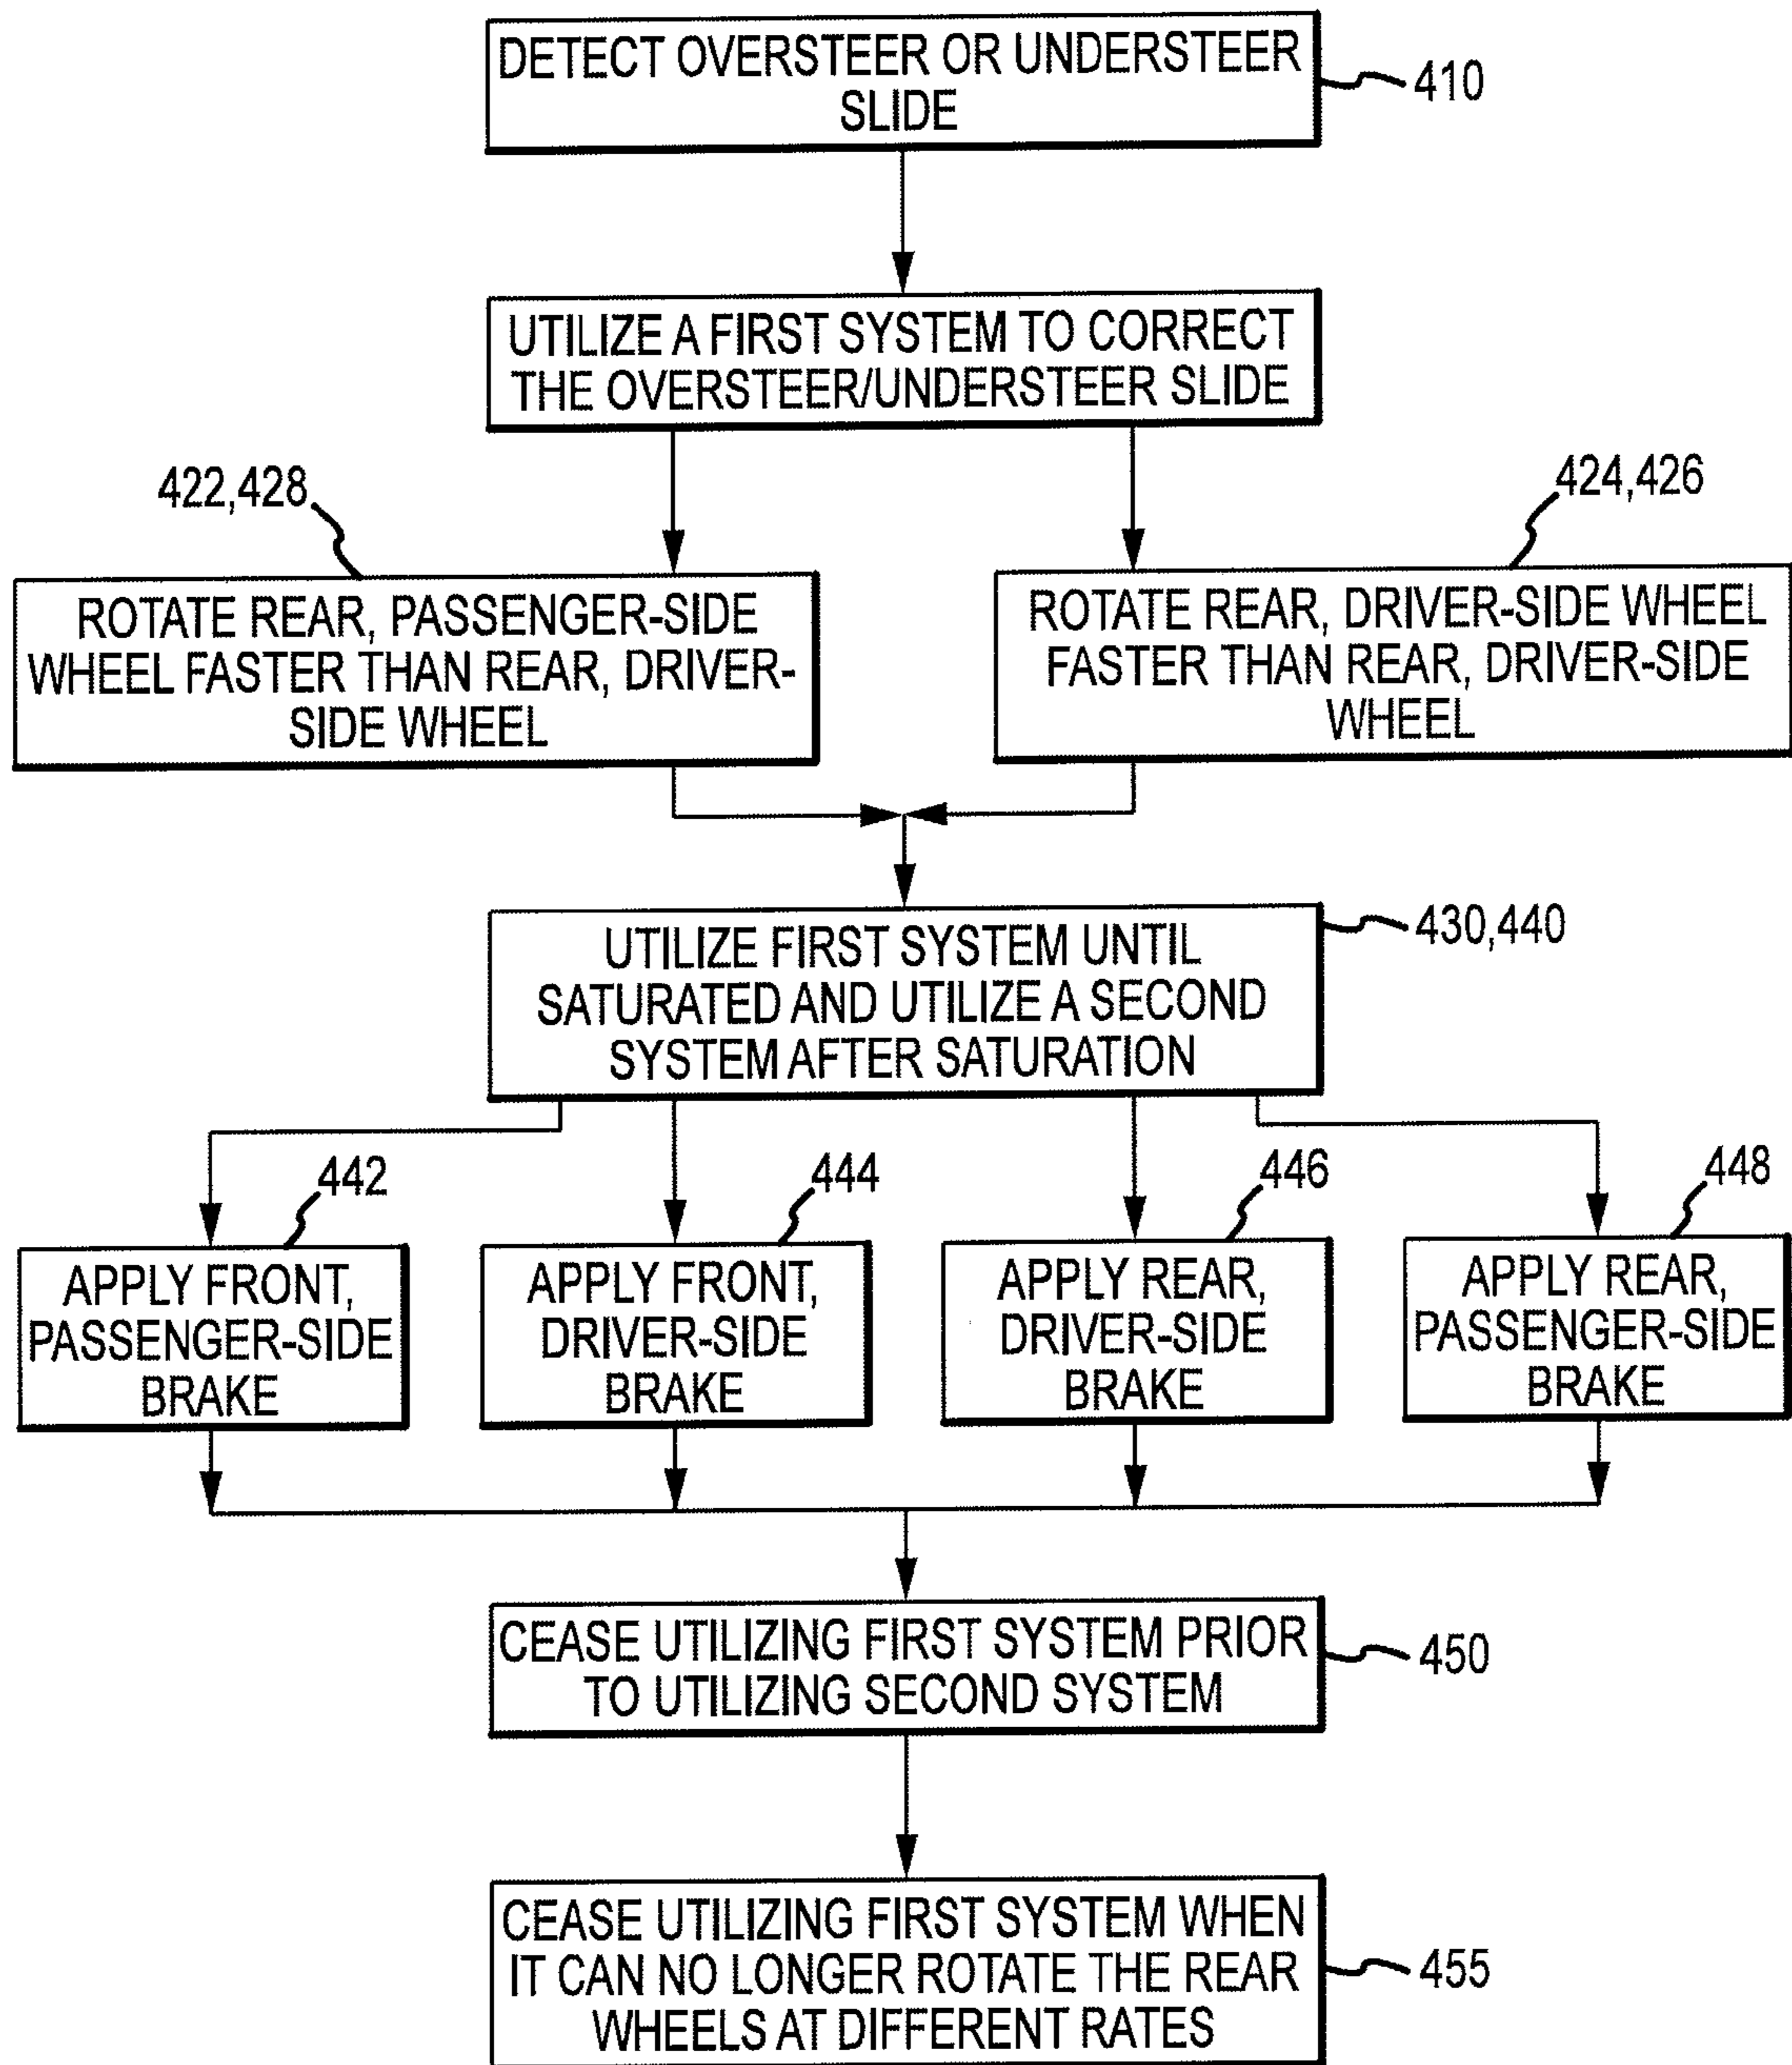 DETECT OVERSTEER OR UNDERSTEER
SLIDE
410
UTILIZE A FIRST SYSTEM TO CORRECT
THE OVERSTEER/UNDERSTEER SLIDE
422,428
424,426
ROTATE REAR, PASSENGER-SIDE
WHEEL FASTER THAN REAR, DRIVER-
SIDE WHEEL
ROTATE REAR, DRIVER-SIDE WHEEL
FASTER THAN REAR, DRIVER-SIDE
WHEEL
UTILIZE FIRST SYSTEM UNTIL
SATURATED AND UTILIZE A SECOND
SYSTEM AFTER SATURATION
430,440
442
444
446
448
APPLY FRONT,
PASSENGER-SIDE
BRAKE
APPLY FRONT,
DRIVER-SIDE
BRAKE
APPLY REAR,
DRIVER-SIDE
BRAKE
APPLY REAR,
PASSENGER-SIDE
BRAKE
CEASE UTILIZING FIRST SYSTEM PRIOR
TO UTILIZING SECOND SYSTEM
450
CEASE UTILIZING FIRST SYSTEM WHEN
IT CAN NO LONGER ROTATE THE REAR
WHEELS AT DIFFERENT RATES
455